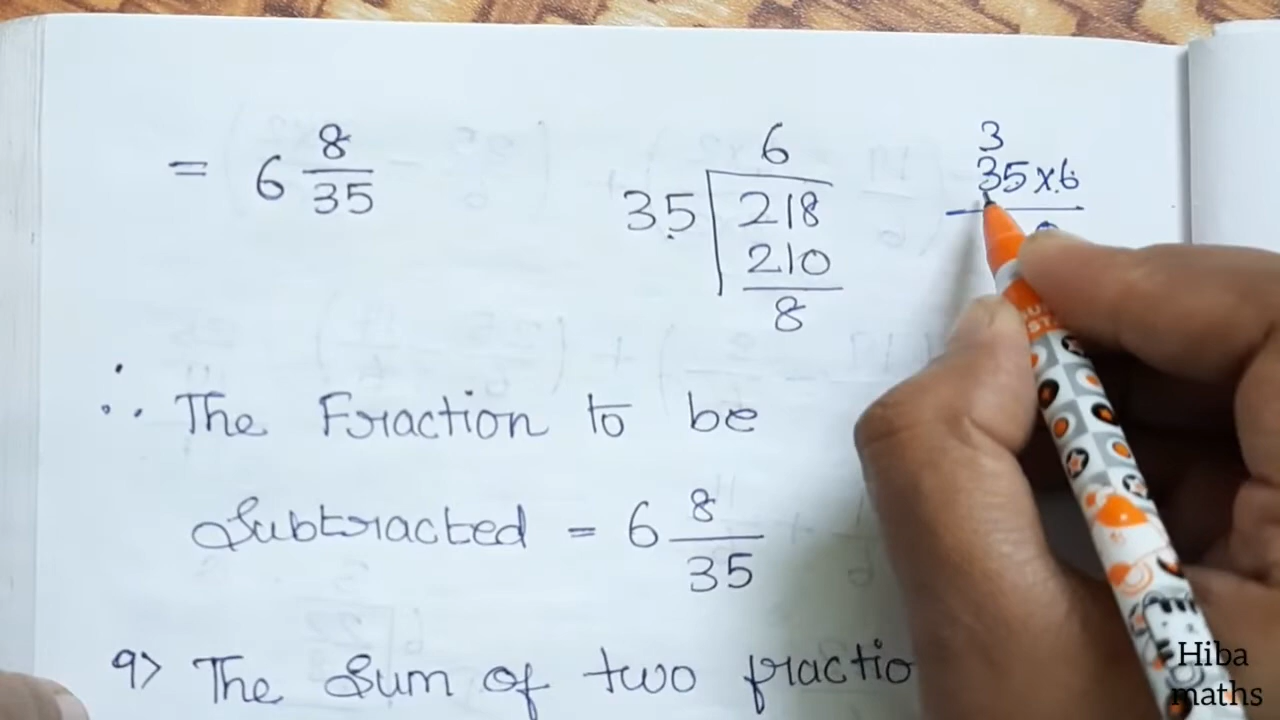 = 6 8/35
6
35 218
210
8
3
35×6
0
∴ The Fraction to be
Subtracted = 6 8/35
9> The Sum of two fractio
Hiba
maths